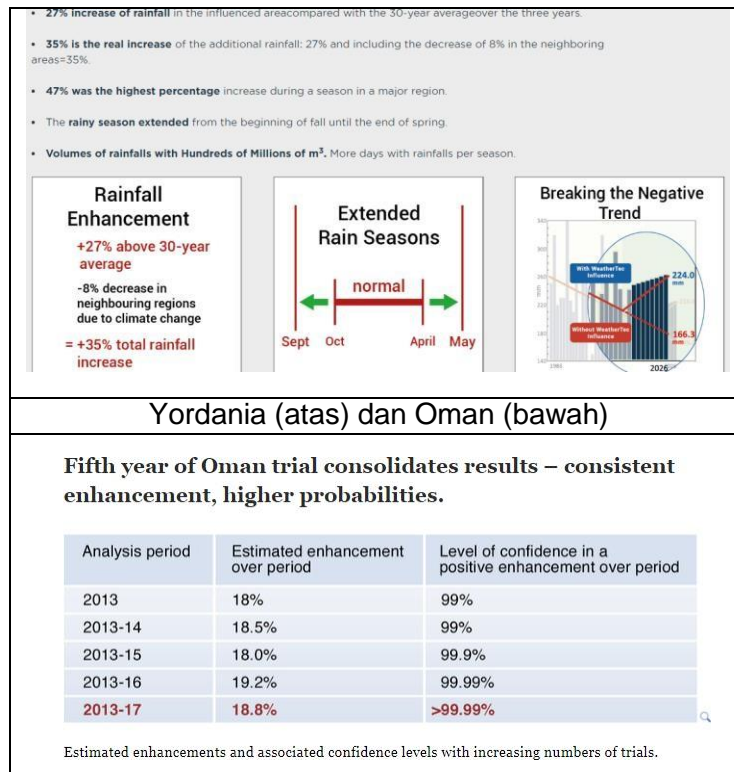 • 27% increase of rainfall in the influenced areacompared with the 30-year averageover the three years.
• 35% is the real increase of the additional rainfall: 27% and including the decrease of 8% in the neighboring
areas=35%.
• 47% was the highest percentage increase during a season in a major region.
• The rainy season extended from the beginning of fall until the end of spring.
• Volumes of rainfalls with Hundreds of Millions of m³. More days with rainfalls per season.
Rainfall
Enhancement
+27% above 30-year
average
-8% decrease in
neighbouring regions
due to climate change
= +35% total rainfall
increase
Extended
Rain Seasons
normal
Sept Oct April May
Breaking the Negative
Trend
340
300
260
220
180
140
mm
With WeatherTec
Influence
Without WeatherTec
Influence
224.0
mm
166.3
mm
1981
2026
Yordania (atas) dan Oman (bawah)
Fifth year of Oman trial consolidates results – consistent
enhancement, higher probabilities.
Analysis period Estimated enhancement over period Level of confidence in a positive enhancement over period
2013 18% 99%
2013-14 18.5% 99%
2013-15 18.0% 99.9%
2013-16 19.2% 99.99%
2013-17 18.8% >99.99%
Estimated enhancements and associated confidence levels with increasing numbers of trials.